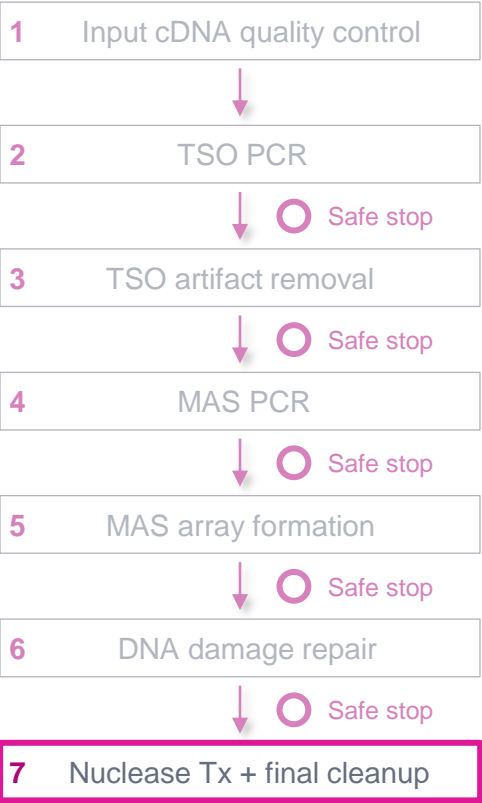 1 Input cDNA quality control
2 TSO PCR
Safe stop
3 TSO artifact removal
Safe stop
4 MAS PCR
Safe stop
5 MAS array formation
Safe stop
6 DNA damage repair
Safe stop
7 Nuclease Tx + final cleanup